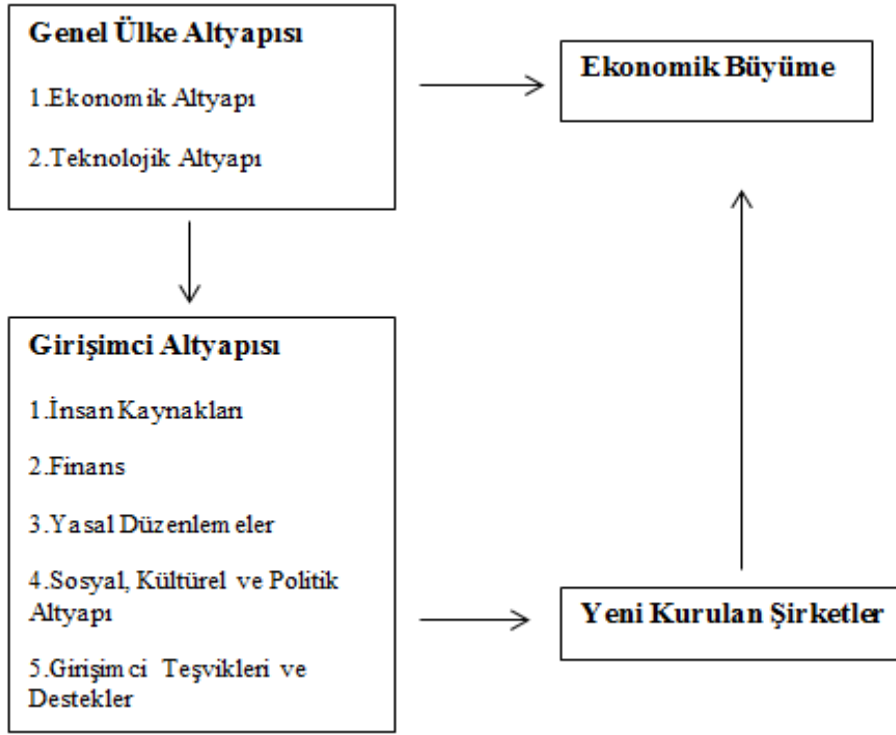 Genel Ülke Altyapısı
1.Ekonomik Altyapı
2.Teknolojik Altyapı
Ekonomik Büyüme
Girişimci Altyapısı
1.İnsan Kaynakları
2.Finans
3.Yasal Düzenlemeler
4.Sosyal, Kültürel ve Politik
Altyapı
5.Girişimci Teşvikleri ve
Destekler
Yeni Kurulan Şirketler